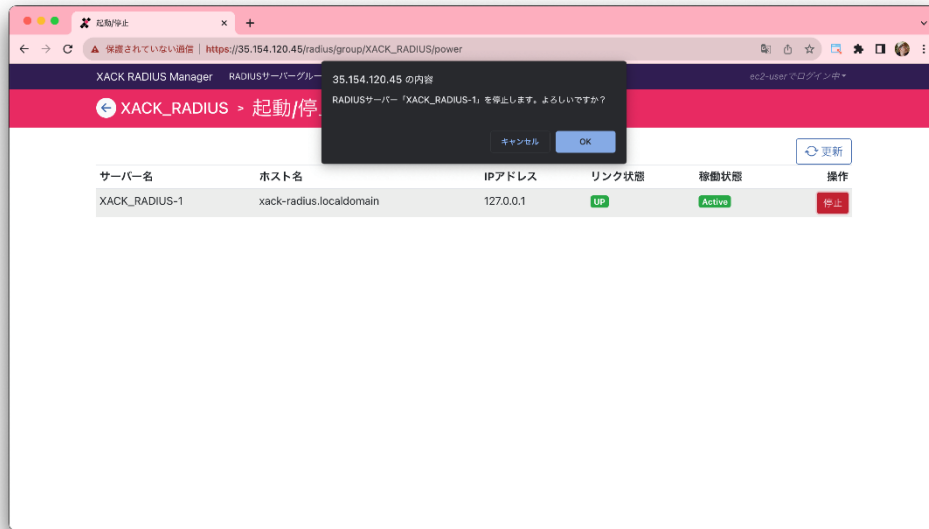 起動/停止
保護されていない通信 | https://35.154.120.45/radius/group/XACK_RADIUS/power
XACK RADIUS Manager RADIUSサーバーグルー ec2-userでログイン中
XACK_RADIUS > 起動/停
35.154.120.45 の内容
RADIUSサーバー「XACK_RADIUS-1」を停止します。よろしいですか？
キャンセル OK
更新
サーバー名 ホスト名 IPアドレス リンク状態 稼働状態 操作
XACK_RADIUS-1 xack-radius.localdomain 127.0.0.1 UP Active 停止